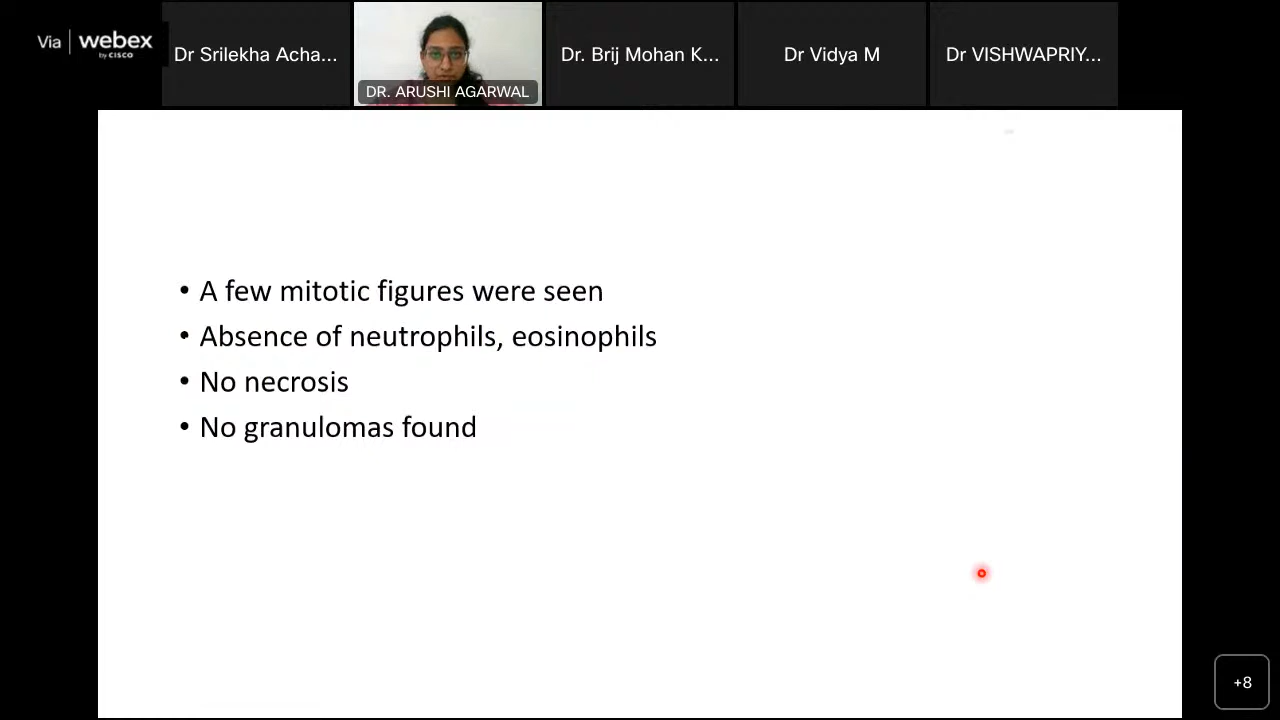 Via webex
by CISCO
Dr Srilekha Acha...
DR. ARUSHI AGARWAL
Dr. Brij Mohan K...
Dr Vidya M
Dr VISHWAPRIY...
• A few mitotic figures were seen
• Absence of neutrophils, eosinophils
• No necrosis
• No granulomas found
+8